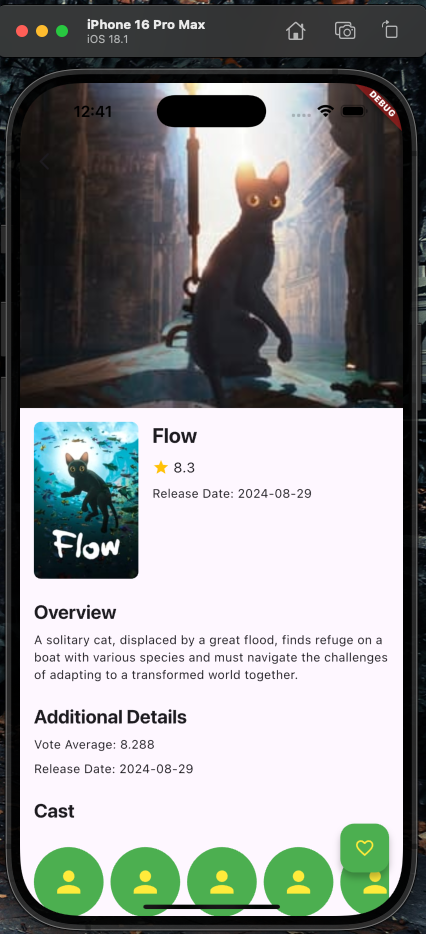 iPhone 16 Pro Max
iOS 18.1
12:41
DEBUG
Flow
8.3
Release Date: 2024-08-29
Flow
Overview
A solitary cat, displaced by a great flood, finds refuge on a
boat with various species and must navigate the challenges
of adapting to a transformed world together.
Additional Details
Vote Average: 8.288
Release Date: 2024-08-29
Cast